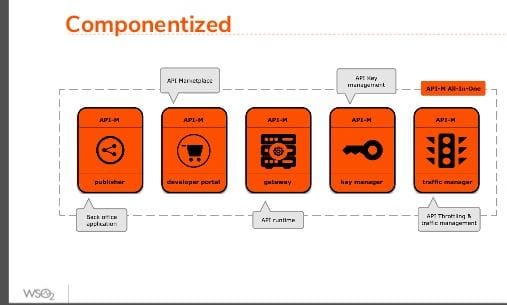 Componentized
API Marketplace
API Key
management
API-M All-In-One
API-M
API-M
API-M
API-M
API-M
publisher
developer portal
gateway
key manager
traffic manager
Back office
application
API runtime
API Throttling &
traffic management
WSO2